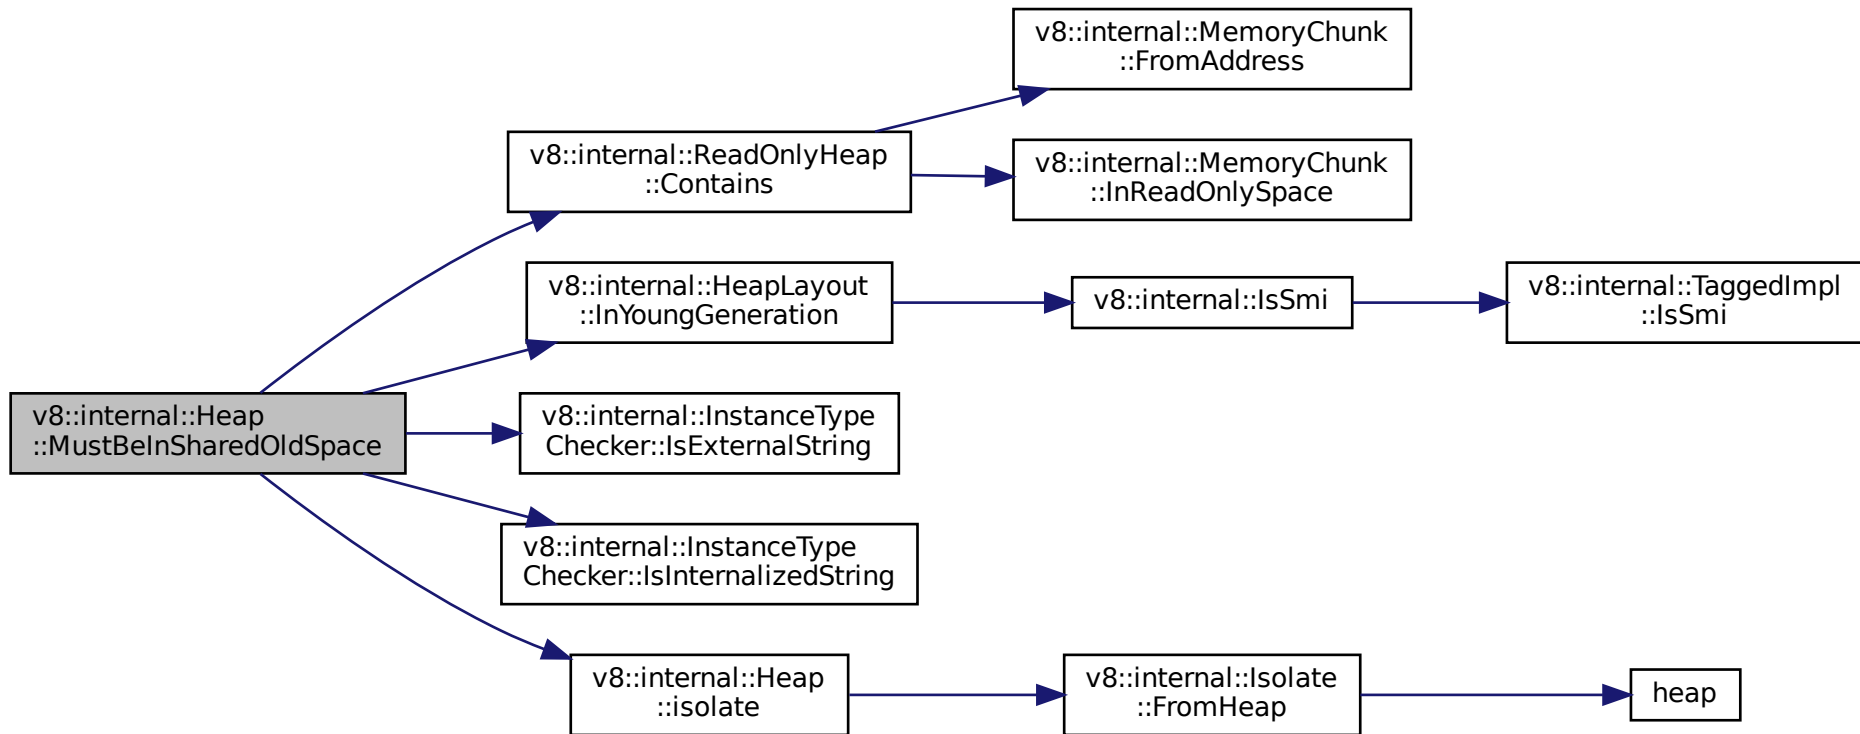 v8::internal::MemoryChunk
::FromAddress
v8::internal::ReadOnlyHeap
::Contains
v8::internal::MemoryChunk
::InReadOnlySpace
v8::internal::HeapLayout
::InYoungGeneration
v8::internal::IsSmi
v8::internal::TaggedImpl
::IsSmi
v8::internal::Heap
::MustBeInSharedOldSpace
v8::internal::InstanceType
Checker::IsExternalString
v8::internal::InstanceType
Checker::IsInternalizedString
v8::internal::Heap
::isolate
v8::internal::Isolate
::FromHeap
heap